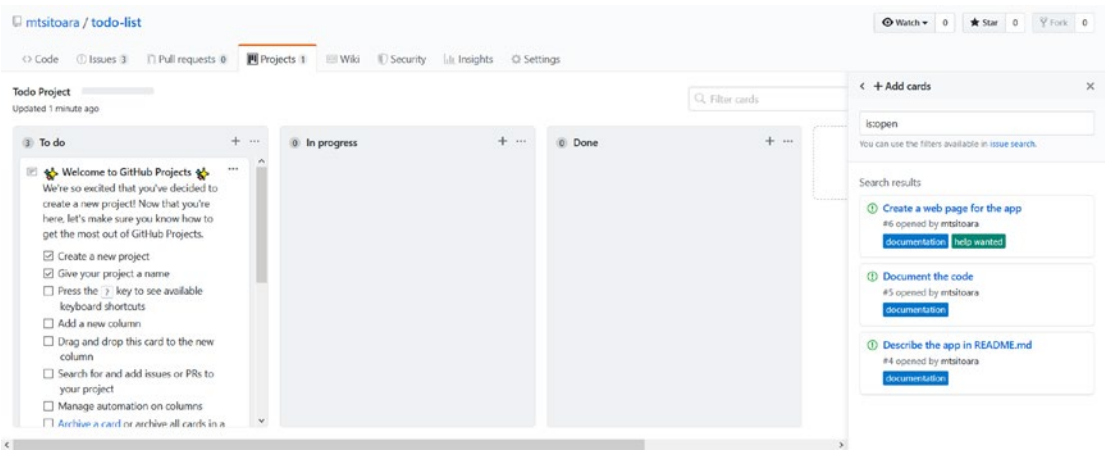 mtsitoara / todo-list
Watch 0 Star 0 Fork 0
Code Issues 3 Pull requests 0 Projects 1 Wiki Security Insights Settings
Todo Project
Updated 1 minute ago
Filter cards
3 To do
Welcome to GitHub Projects
We're so excited that you've decided to
create a new project! Now that you're
here, let's make sure you know how to
get the most out of GitHub Projects.
Create a new project
Give your project a name
Press the ? key to see available
keyboard shortcuts
Add a new column
Drag and drop this card to the new
column
Search for and add issues or PRs to
your project
Manage automation on columns
Archive a card or archive all cards in a
0 In progress
0 Done
+ Add cards
is:open
You can use the filters available in issue search.
Search results
Create a web page for the app
#6 opened by mtsitoara
documentation help wanted
Document the code
#5 opened by mtsitoara
documentation
Describe the app in README.md
#4 opened by mtsitoara
documentation